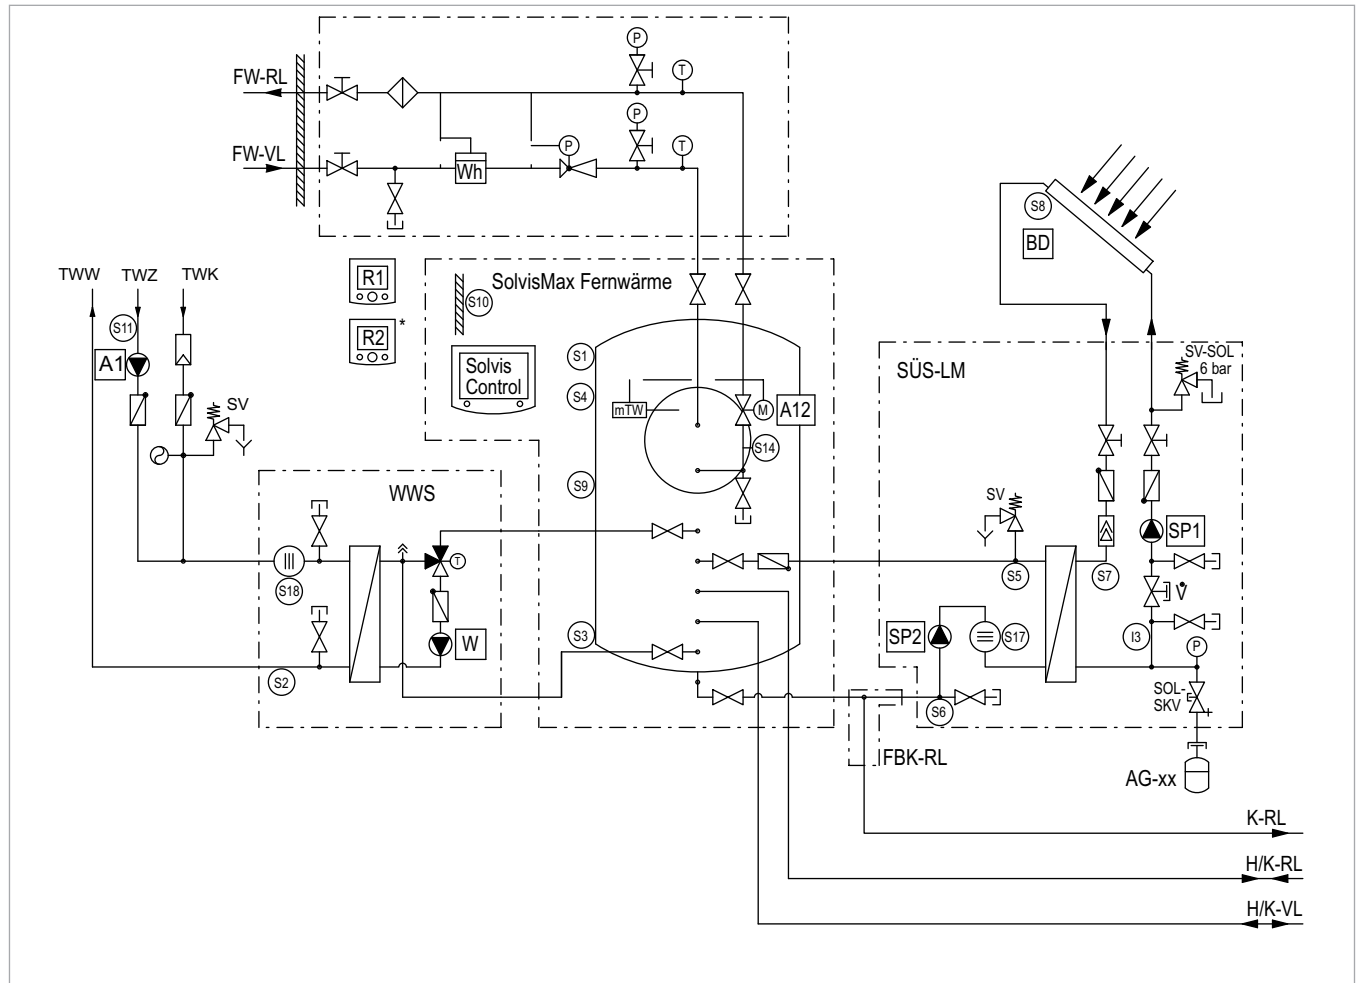 P
FW-RL
T
P
FW-VL
P
T
Wh
S8
BD
TWW
TWZ
TWK
R1
SolvisMax Fernwärme
S10
S11
R2
*
A1
S1
Solvis
Control
SV-SOL
6 bar
SÜS-LM
S4
mTW
M
A12
SV
S14
S9
WWS
SV
SP1
T
S18
S5
S7
V̇
S3
SP2
S17
I3
W
P
S2
SOL-
SKV
S6
FBK-RL
AG-xx
K-RL
H/K-RL
H/K-VL